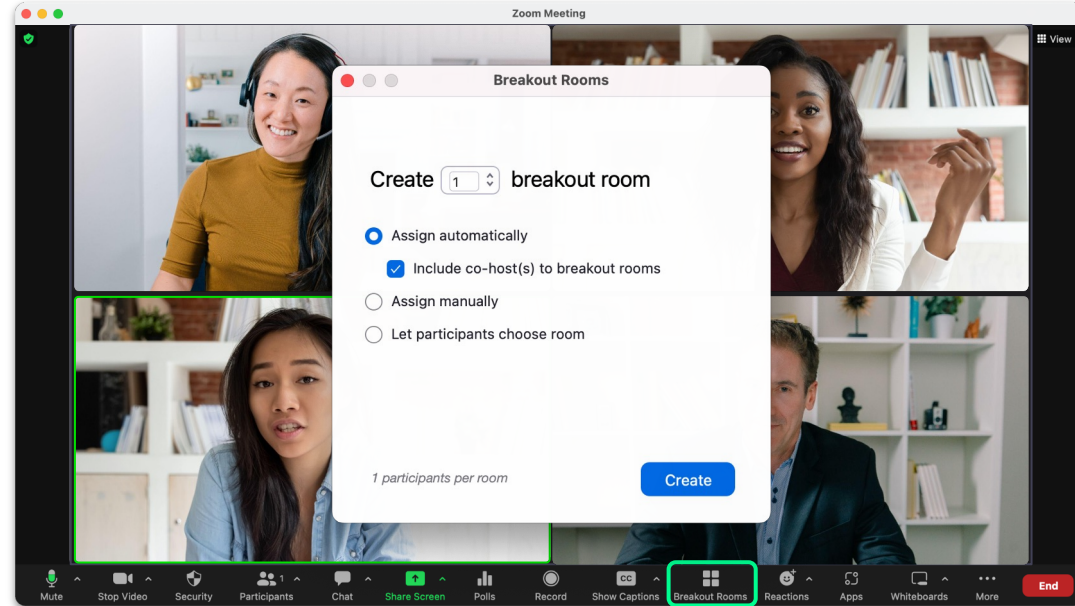 Zoom Meeting
View
Breakout Rooms
Create 1 breakout room
Assign automatically
Include co-host(s) to breakout rooms
Assign manually
Let participants choose room
1 participants per room
Create
1
CC
Mute Stop Video Security Participants Chat Share Screen Polls Record Show Captions Breakout Rooms Reactions Apps Whiteboards More End